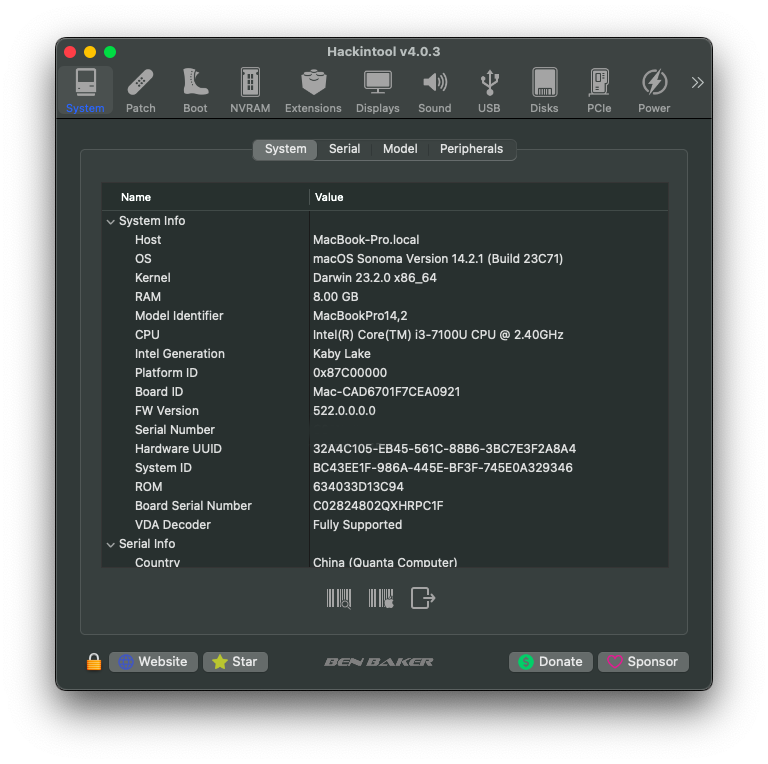 Hackintool v4.0.3
System Patch Boot NVRAM Extensions Displays Sound USB Disks PCIe Power
System Serial Model Peripherals
Name Value
System Info
Host MacBook-Pro.local
OS macOS Sonoma Version 14.2.1 (Build 23C71)
Kernel Darwin 23.2.0 x86_64
RAM 8.00 GB
Model Identifier MacBookPro14,2
CPU Intel(R) Core(TM) i3-7100U CPU @ 2.40GHz
Intel Generation Kaby Lake
Platform ID 0x87C00000
Board ID Mac-CAD6701F7CEA0921
FW Version 522.0.0.0.0
Serial Number
Hardware UUID 32A4C105-EB45-561C-88B6-3BC7E3F2A8A4
System ID BC43EE1F-986A-445E-BF3F-745E0A329346
ROM 634033D13C94
Board Serial Number C02824802QXHRPC1F
VDA Decoder Fully Supported
Serial Info
Country China (Quanta Computer)
Website Star BEN BAKER Donate Sponsor